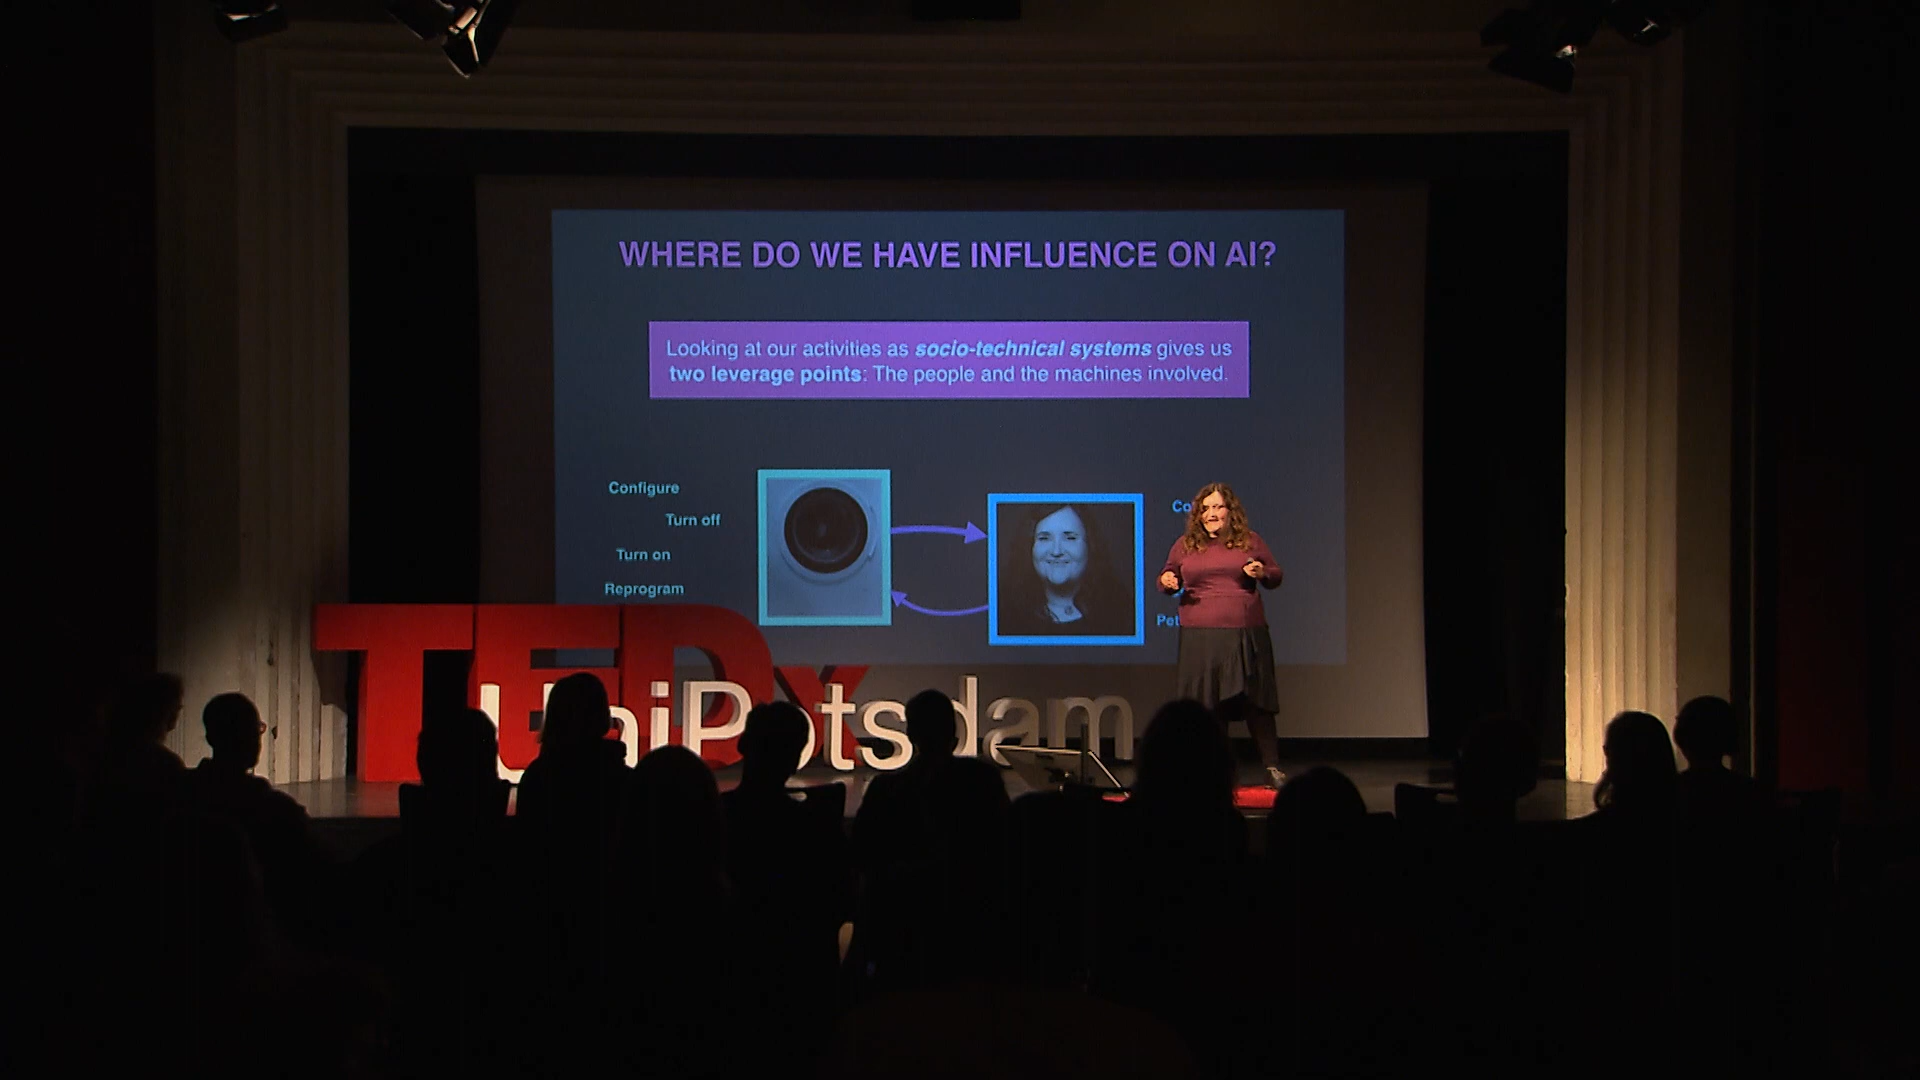 WHERE DO WE HAVE INFLUENCE ON AI?
Looking at our activities as socio-technical systems gives us
two leverage points: The people and the machines involved.
Configure
Turn off
Turn on
Reprogram
TEDx
UniPotsdam